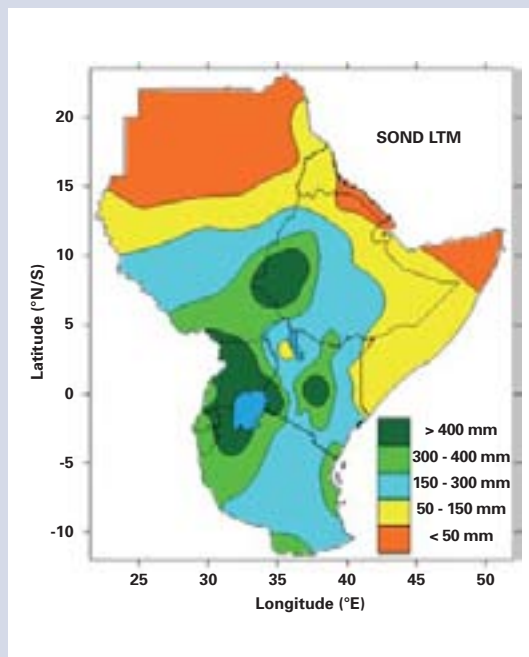 SOND LTM
Latitude (°N/S)
20
15
10
5
0
-5
-10
> 400 mm
300 - 400 mm
150 - 300 mm
50 - 150 mm
< 50 mm
25 30 35 40 45 50
Longitude (°E)